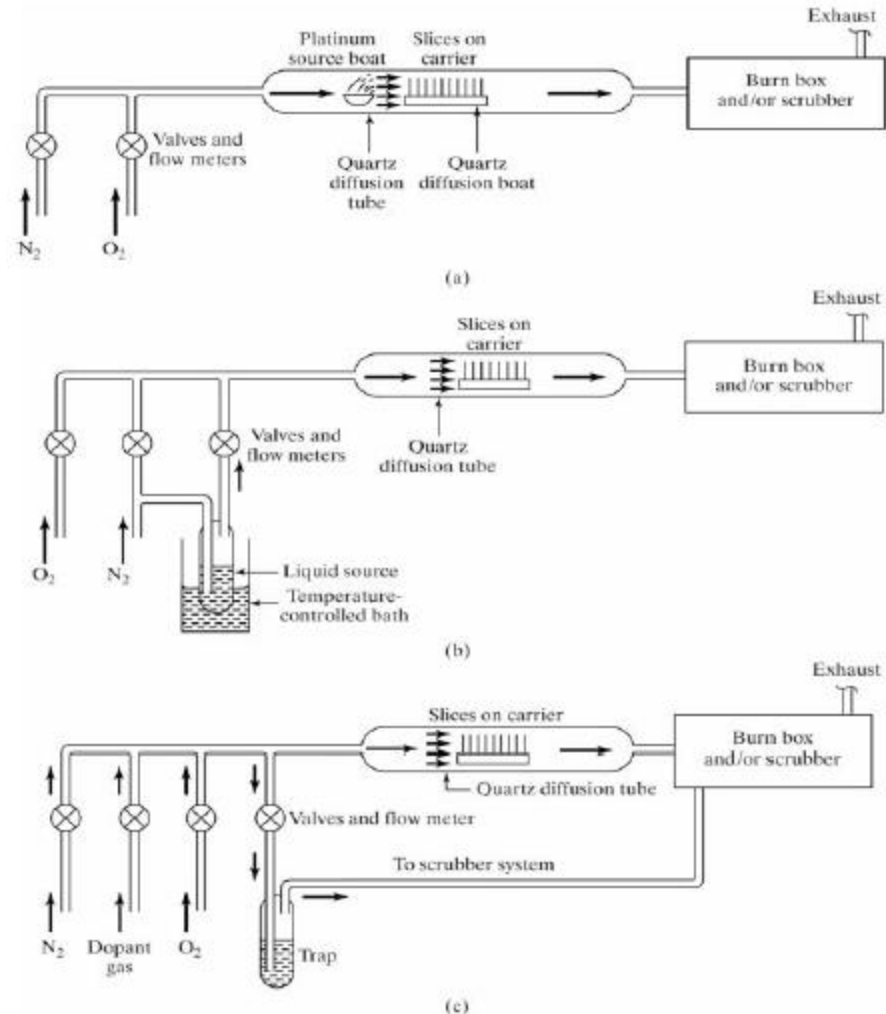 Exhaust
Platinum
source boat
Slices on
carrier
Burn box
and/or scrubber
Valves and
flow meters
Quartz
diffusion
tube
Quartz
diffusion boat
N2
O2
(a)
Exhaust
Slices on
carrier
Burn box
and/or scrubber
Valves and
flow meters
Quartz
diffusion tube
O2
N2
Liquid source
Temperature-
controlled bath
(b)
Exhaust
Slices on carrier
Burn box
and/or scrubber
Quartz diffusion tube
Valves and flow meter
To scrubber system
N2
Dopant
gas
O2
Trap
(c)